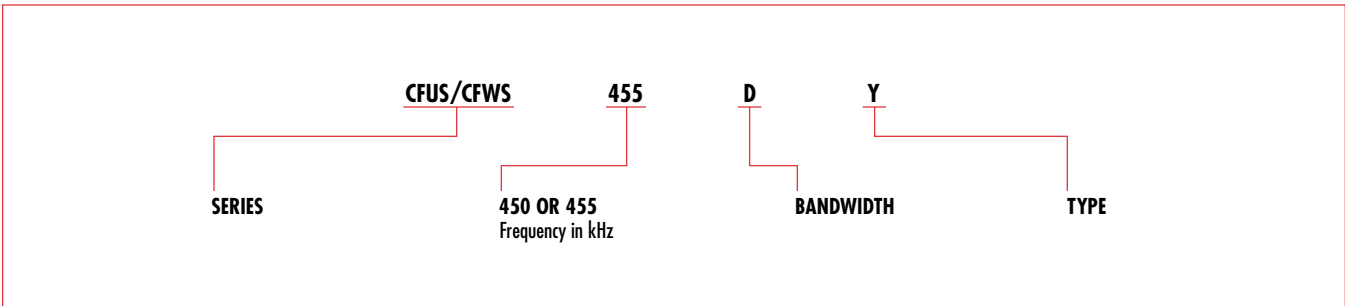 CFUS/CFWS 455 D Y
SERIES 450 OR 455 BANDWIDTH TYPE
Frequency in kHz